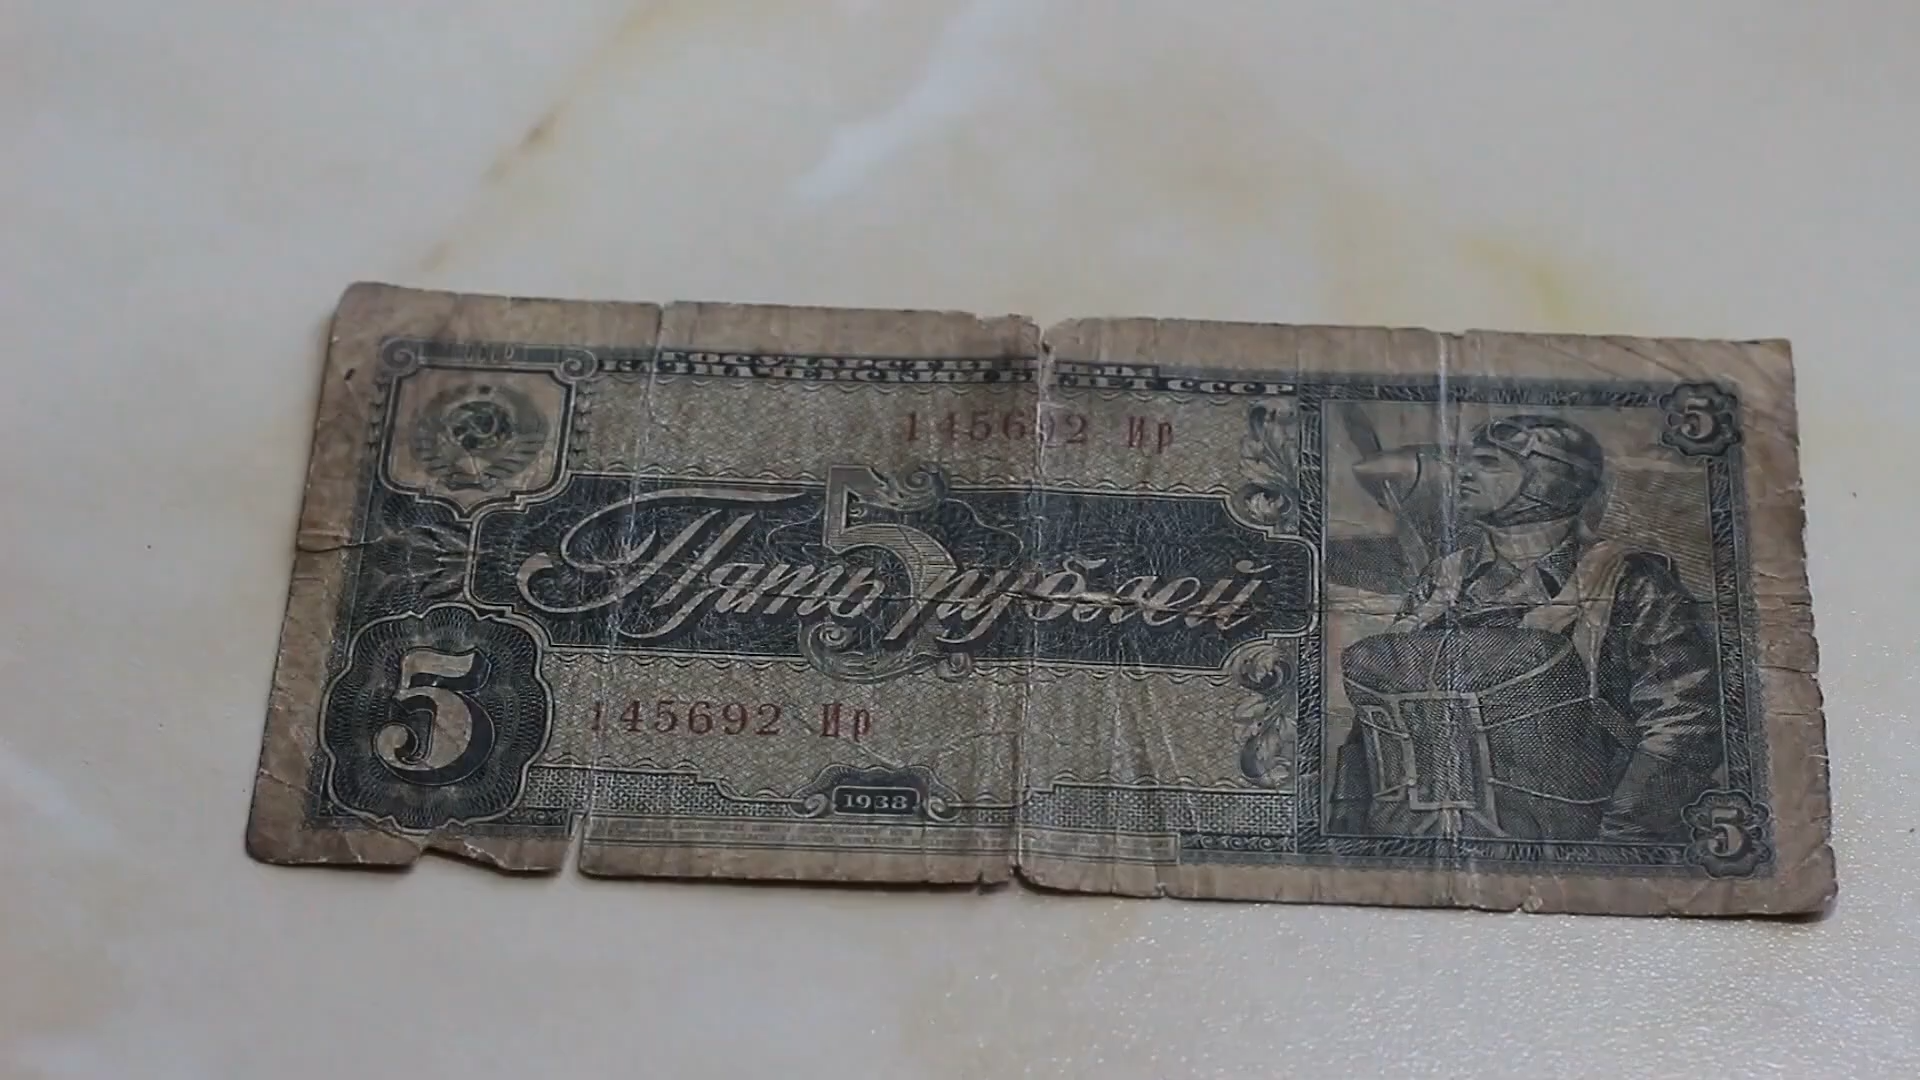 СССР
ГОСУДАРСТВЕННЫЙ
КАЗНАЧЕЙСКИЙ БИЛЕТ СССР
5
145692 Ир
5
Пять рублей
5
145692 Ир
1938
5